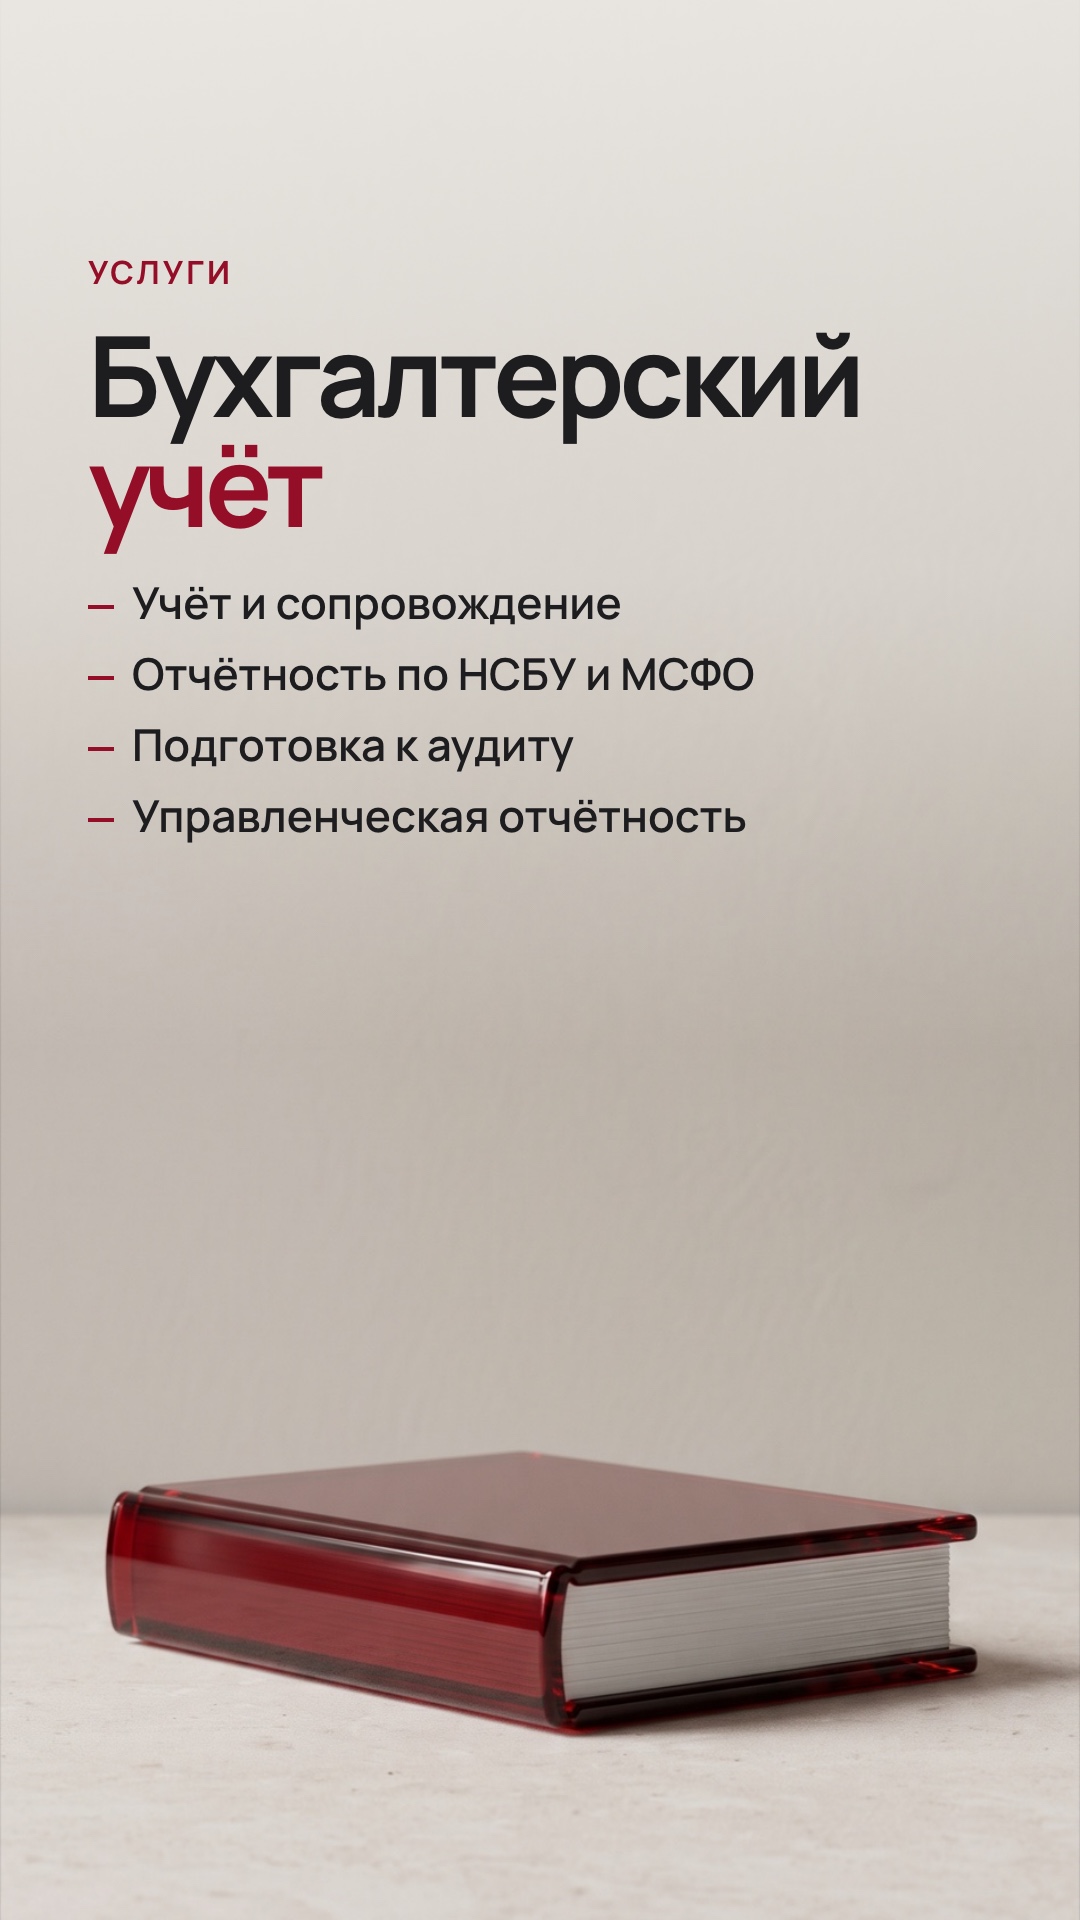 УСЛУГИ
Бухгалтерский
учёт
— Учёт и сопровождение
— Отчётность по НСБУ и МСФО
— Подготовка к аудиту
— Управленческая отчётность